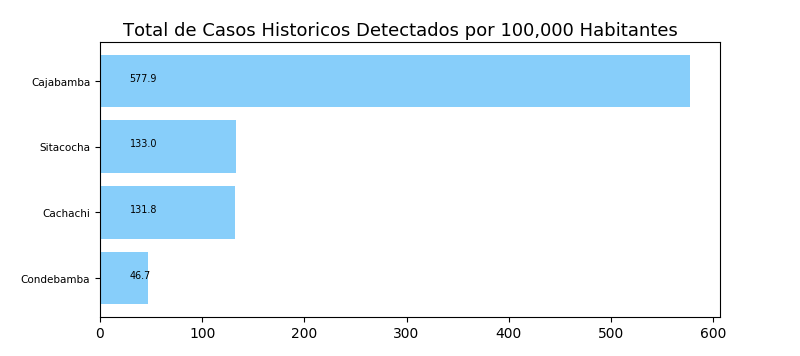 Total de Casos Historicos Detectados por 100,000 Habitantes
Cajabamba 577.9
Sitacocha 133.0
Cachachi 131.8
Condebamba 46.7
0 100 200 300 400 500 600